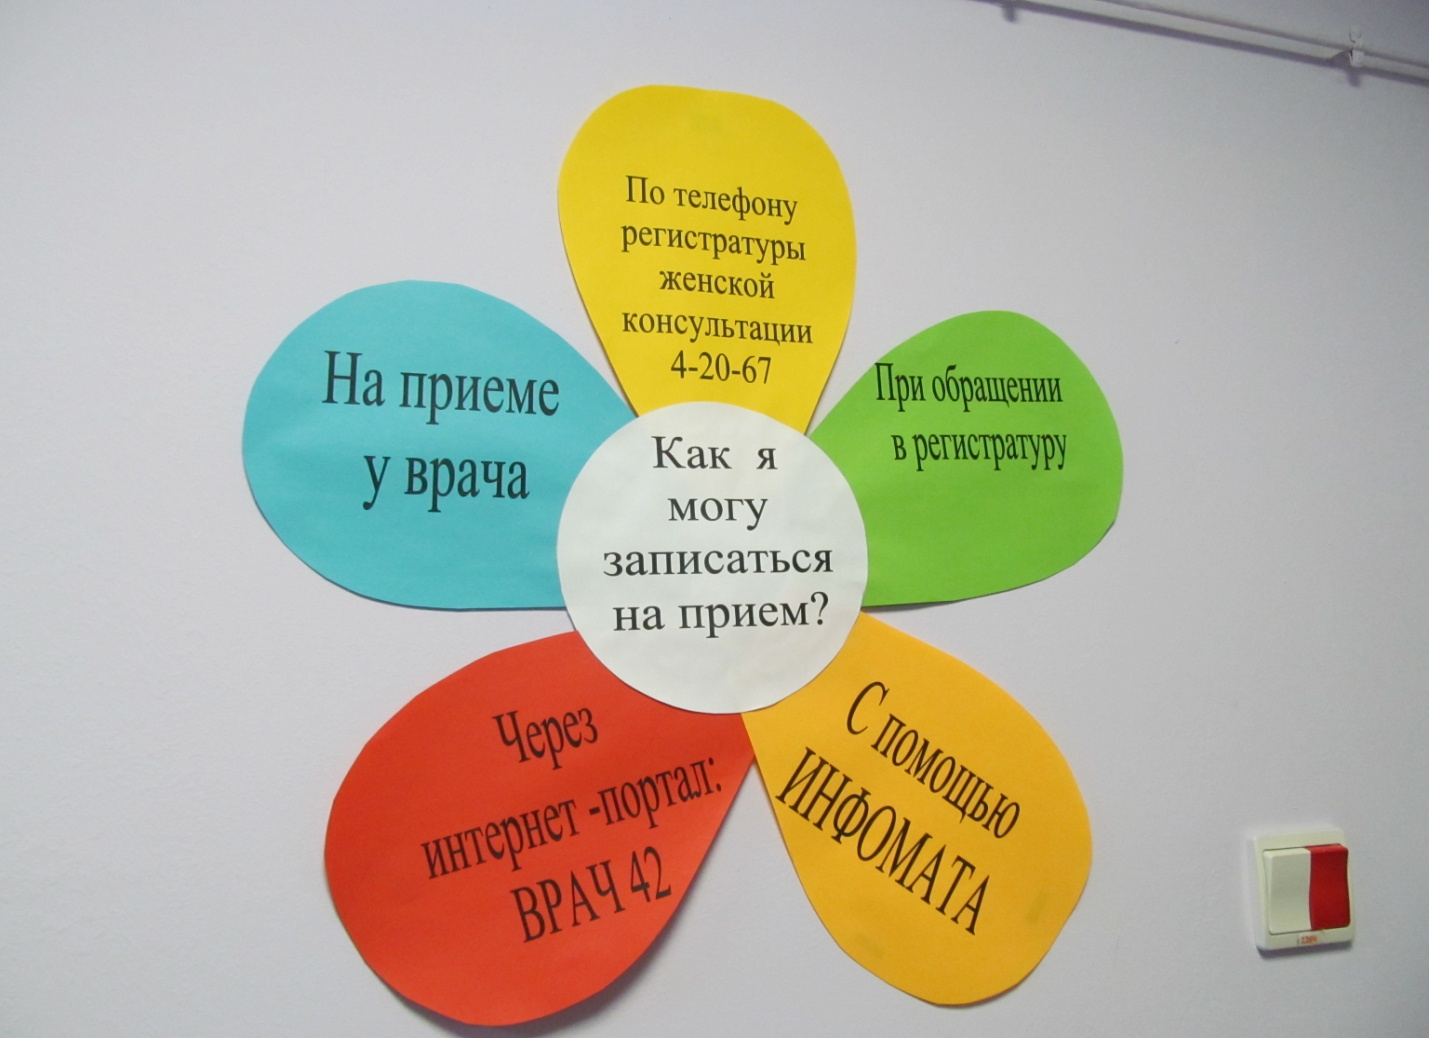 Как я
могу
записаться
на прием?
По телефону
регистратуры
женской
консультации
4-20-67
При обращении
в регистратуру
С помощью
ИНФОМАТА
Через
интернет -портал:
ВРАЧ 42
На приеме
у врача